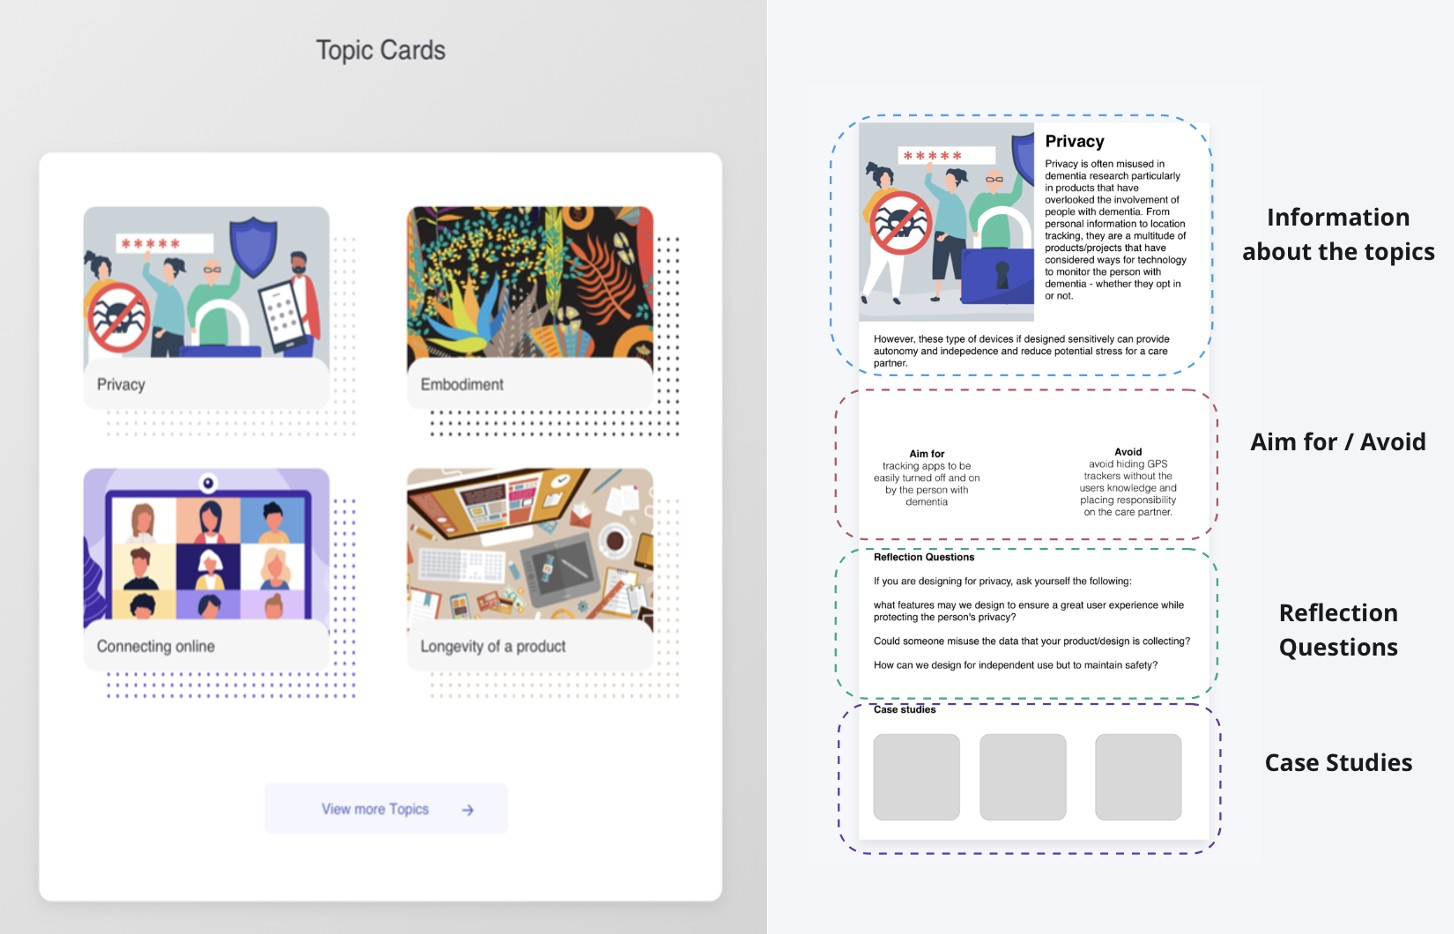 Topic Cards
*****
Privacy
Embodiment
Connecting online
Longevity of a product
View more Topics →
*****
Privacy
Privacy is often misused in
dementia research particularly
in products that have
overlooked the involvement of
people with dementia. From
personal information to location
tracking, they are a multitude of
products/projects that have
considered ways for technology
to monitor the person with
dementia - whether they opt in
or not.
However, these type of devices if designed sensitively can provide
autonomy and indepedence and reduce potential stress for a care
partner.
Information
about the topics
Aim for
tracking apps to be
easily turned off and on
by the person with
dementia
Avoid
avoid hiding GPS
trackers without the
users knowledge and
placing responsibility
on the care partner.
Aim for / Avoid
Reflection Questions
If you are designing for privacy, ask yourself the following:
what features may we design to ensure a great user experience while
protecting the person's privacy?
Could someone misuse the data that your product/design is collecting?
How can we design for independent use but to maintain safety?
Reflection
Questions
Case studies
Case Studies